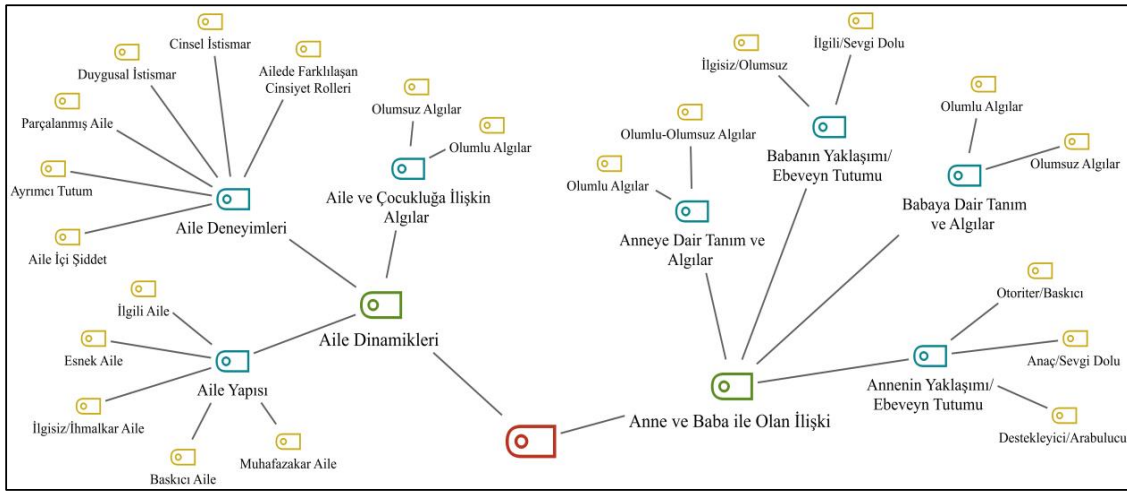 Cinsel İstismar
Duygusal İstismar
Ailede Farklılaşan
Cinsiyet Rolleri
Parçalanmış Aile
Ayrımcı Tutum
Aile İçi Şiddet
Aile Deneyimleri
Olumsuz Algılar
Olumlu Algılar
Aile ve Çocukluğa İlişkin
Algılar
İlgili Aile
Esnek Aile
İlgisiz/İhmalkar Aile
Baskıcı Aile
Muhafazakar Aile
Aile Yapısı
Aile Dinamikleri
Olumlu-Olumsuz Algılar
Olumlu Algılar
Anneye Dair Tanım ve
Algılar
İlgisiz/Olumsuz
İlgili/Sevgi Dolu
Babanın Yaklaşımı/
Ebeveyn Tutumu
Olumlu Algılar
Olumsuz Algılar
Babaya Dair Tanım
ve Algılar
Otoriter/Baskıcı
Anaç/Sevgi Dolu
Destekleyici/Arabulucu
Annenin Yaklaşımı/
Ebeveyn Tutumu
Anne ve Baba ile Olan İlişki